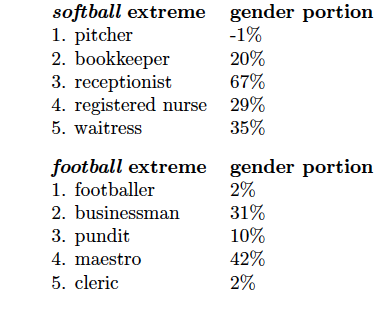 softball extreme gender portion
1. pitcher -1%
2. bookkeeper 20%
3. receptionist 67%
4. registered nurse 29%
5. waitress 35%
football extreme gender portion
1. footballer 2%
2. businessman 31%
3. pundit 10%
4. maestro 42%
5. cleric 2%